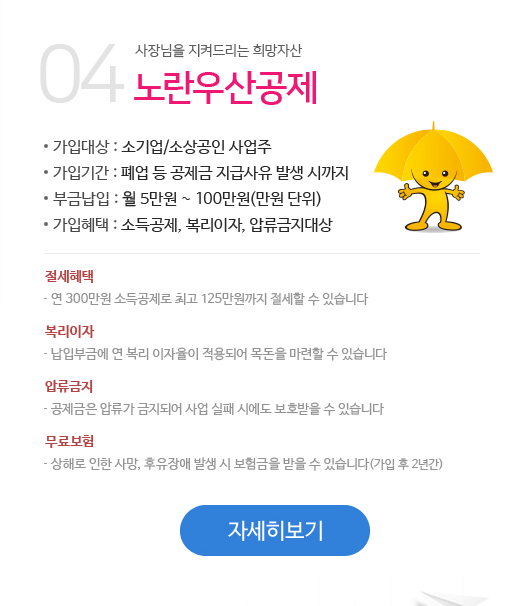 04
사장님을 지켜드리는 희망자산
노란우산공제
• 가입대상 : 소기업/소상공인 사업주
• 가입기간 : 폐업 등 공제금 지급사유 발생 시까지
• 부금납입 : 월 5만원 ~ 100만원(만원 단위)
• 가입혜택 : 소득공제, 복리이자, 압류금지대상
절세혜택
- 연 300만원 소득공제로 최고 125만원까지 절세할 수 있습니다
복리이자
- 납입부금에 연 복리 이자율이 적용되어 목돈을 마련할 수 있습니다
압류금지
- 공제금은 압류가 금지되어 사업 실패 시에도 보호받을 수 있습니다
무료보험
- 상해로 인한 사망, 후유장애 발생 시 보험금을 받을 수 있습니다(가입 후 2년간)
자세히보기